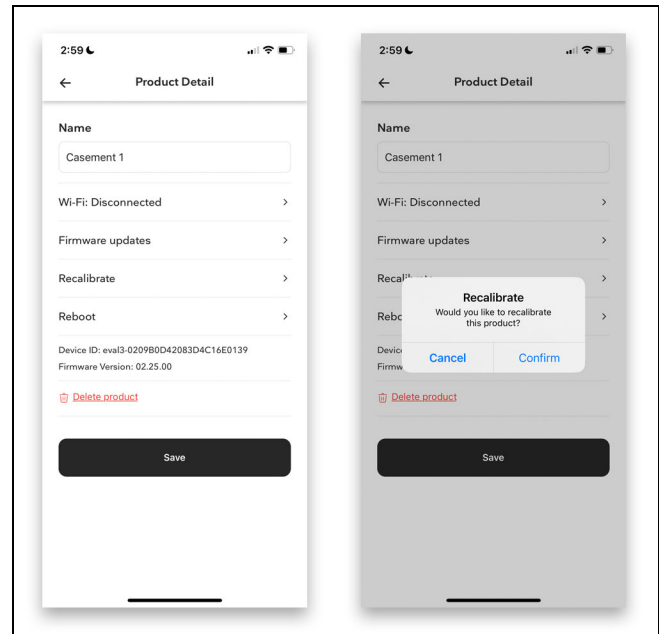 2:59
Product Detail
Name
Casement 1
Wi-Fi: Disconnected
Firmware updates
Recalibrate
Reboot
Device ID: eval3-0209B0D42083D4C16E0139
Firmware Version: 02.25.00
Delete product
Save
2:59
Product Detail
Name
Casement 1
Wi-Fi: Disconnected
Firmware updates
Recalibrate
Would you like to recalibrate
this product?
Cancel
Confirm
Delete product
Save